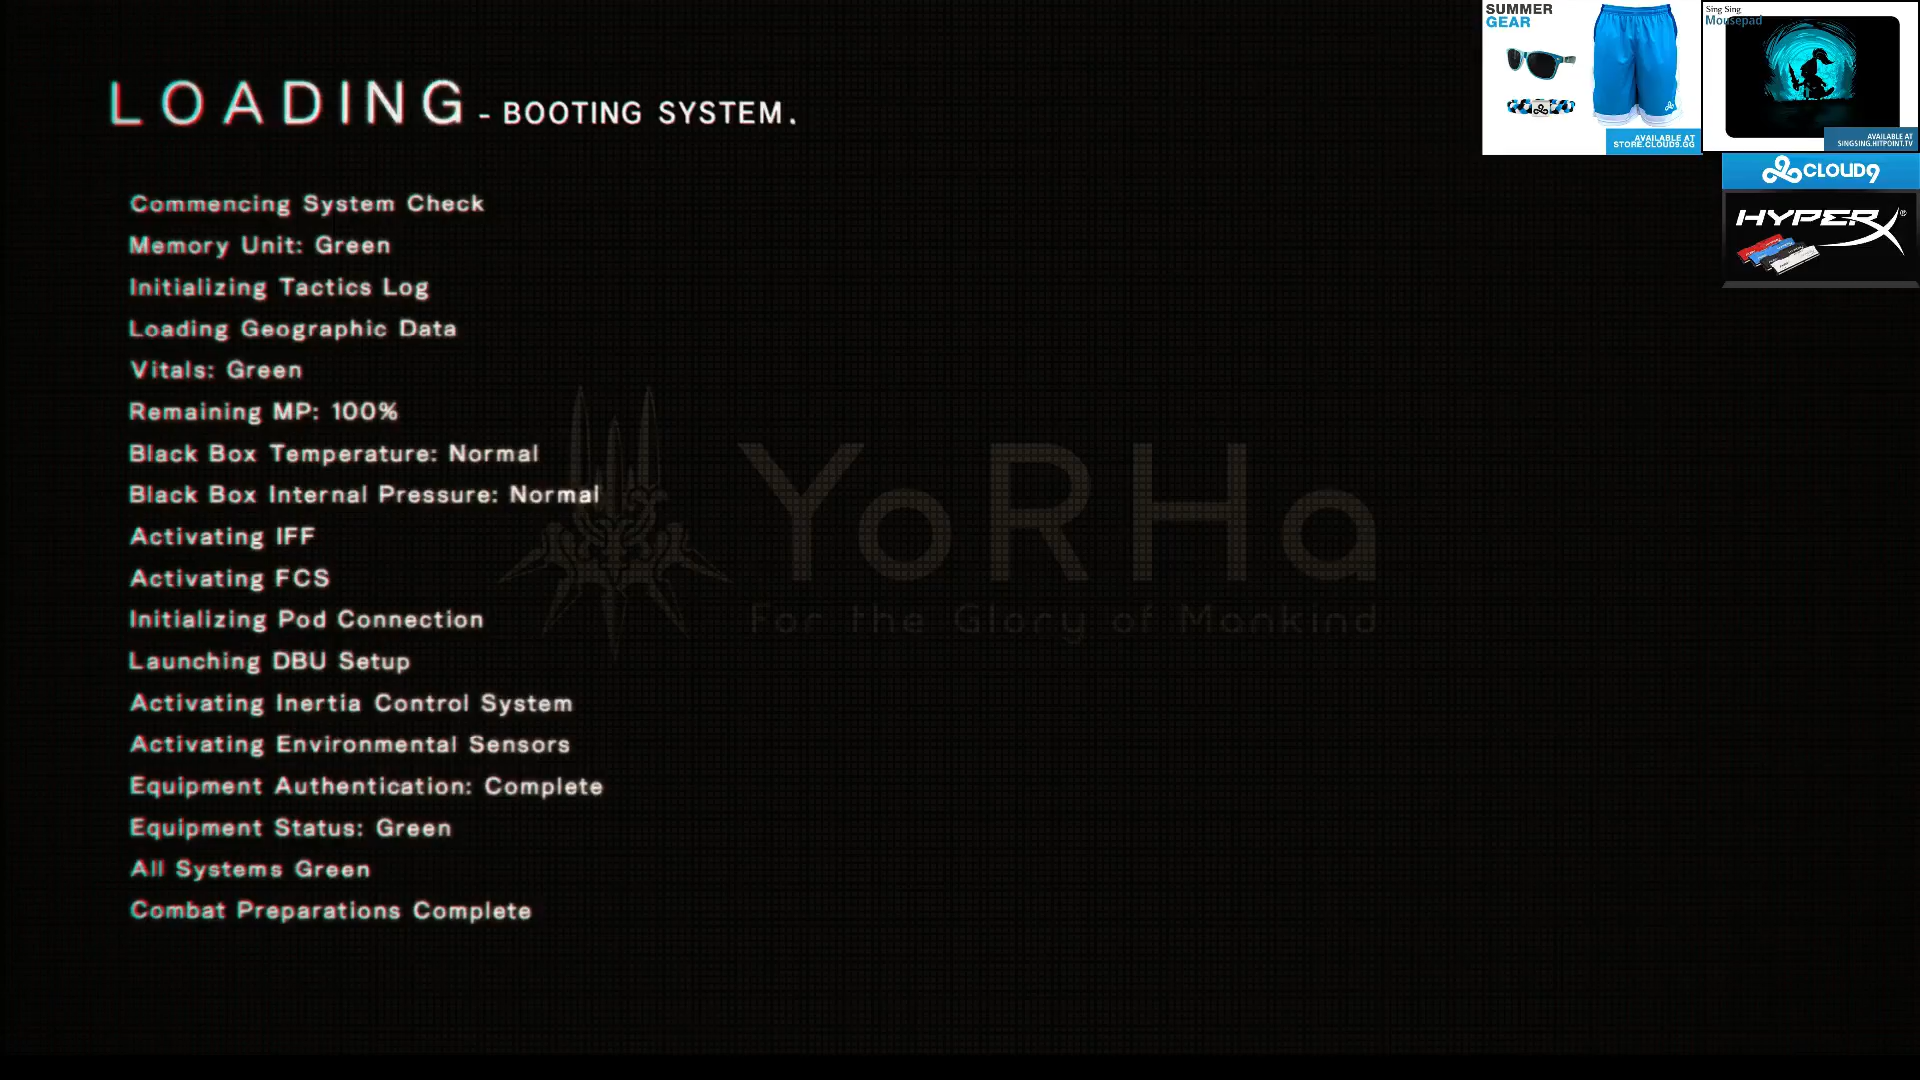 LOADING - BOOTING SYSTEM.
Commencing System Check
Memory Unit: Green
Initializing Tactics Log
Loading Geographic Data
Vitals: Green
Remaining MP: 100%
Black Box Temperature: Normal
Black Box Internal Pressure: Normal
Activating IFF
Activating FCS
Initializing Pod Connection
Launching DBU Setup
Activating Inertia Control System
Activating Environmental Sensors
Equipment Authentication: Complete
Equipment Status: Green
All Systems Green
Combat Preparations Complete
YoRHa
For the Glory of Mankind
SUMMER
GEAR
AVAILABLE AT
STORE.CLOUD9.GG
Sing Sing
Mousepad
AVAILABLE AT
SINGSING.HITPOINT.TV
CLOUD9
HYPERX®